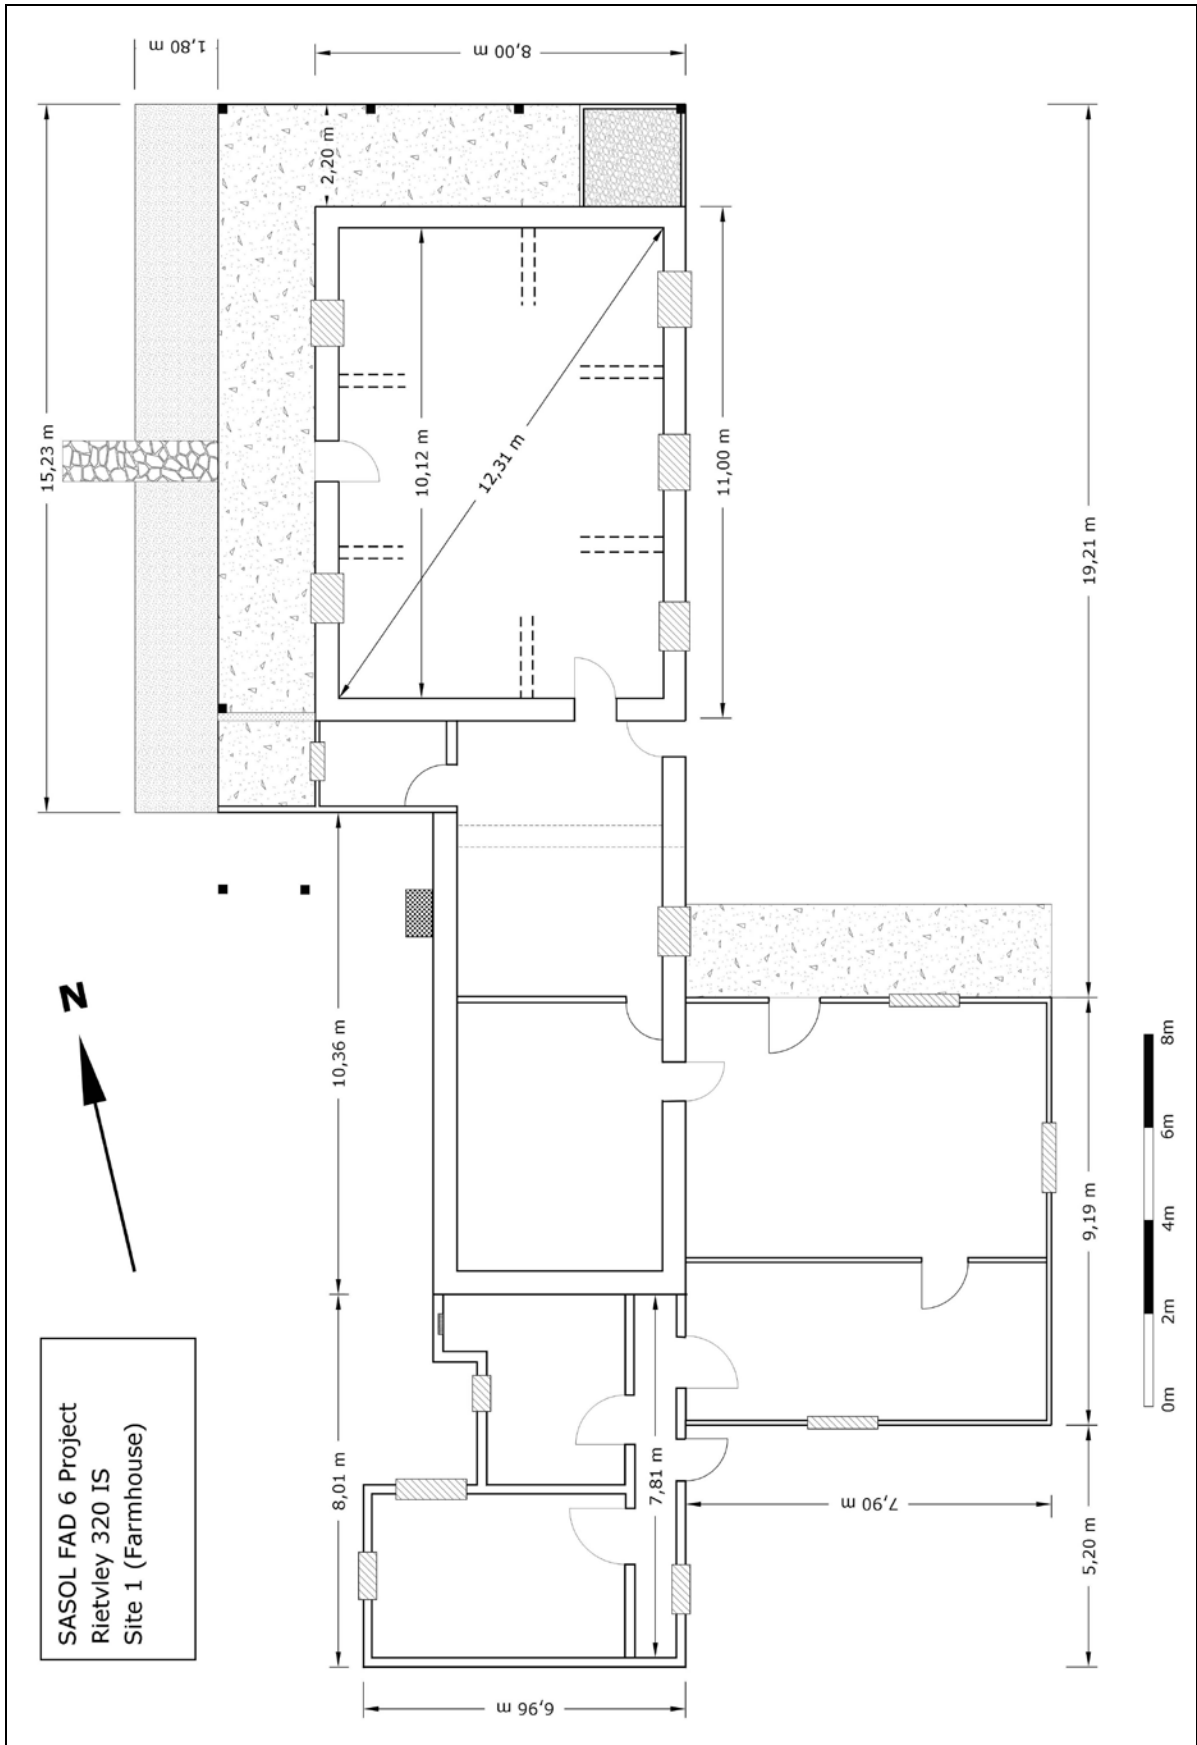 SASOL FAD 6 Project
Rietvley 320 IS
Site 1 (Farmhouse)
N
1,80 m
8,00 m
15,23 m
2,20 m
10,12 m
12,31 m
11,00 m
19,21 m
10,36 m
8,01 m
7,81 m
9,19 m
7,90 m
5,20 m
6,96 m
0m
2m
4m
6m
8m